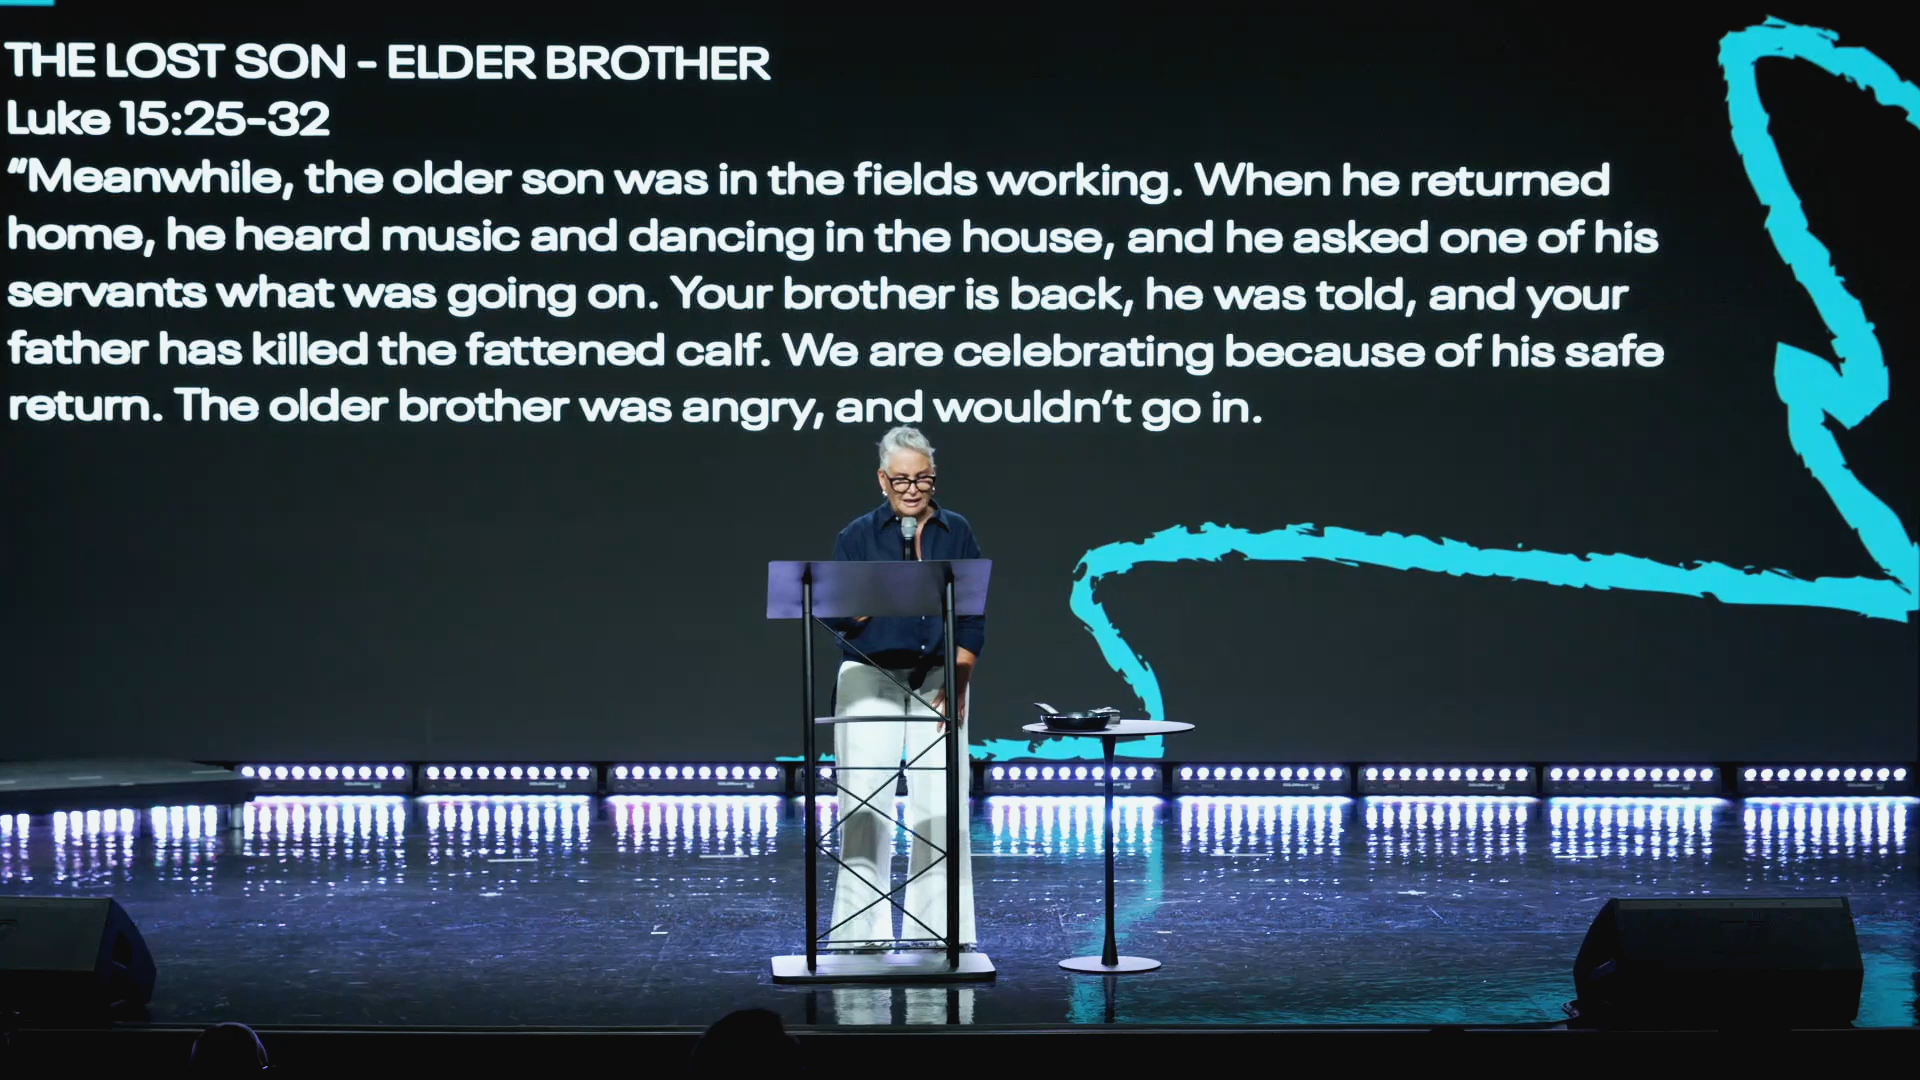 THE LOST SON - ELDER BROTHER
Luke 15:25-32
“Meanwhile, the older son was in the fields working. When he returned
home, he heard music and dancing in the house, and he asked one of his
servants what was going on. Your brother is back, he was told, and your
father has killed the fattened calf. We are celebrating because of his safe
return. The older brother was angry, and wouldn’t go in.